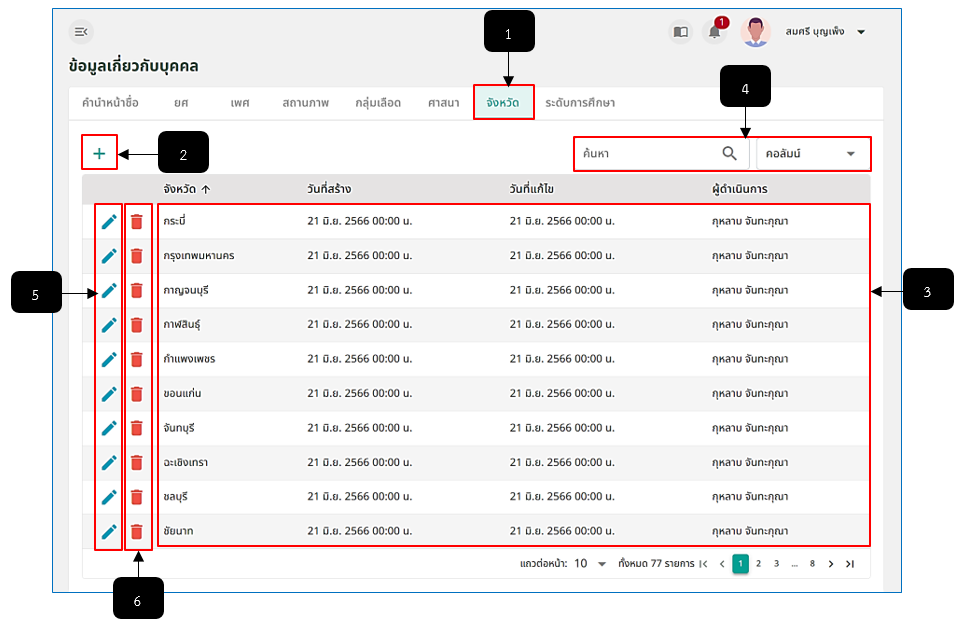 1
1
สมศรี บุญเพ็ง
ข้อมูลเกี่ยวกับบุคคล
4
คำนำหน้าชื่อ ยศ เพศ สถานภาพ กลุ่มเลือด ศาสนา จังหวัด ระดับการศึกษา
+ 2 ค้นหา คอลัมน์
จังหวัด วันที่สร้าง วันที่แก้ไข ผู้ดำเนินการ
กระบี่ 21 มิ.ย. 2566 00:00 น. 21 มิ.ย. 2566 00:00 น. กุหลาบ จันทะกุณา
กรุงเทพมหานคร 21 มิ.ย. 2566 00:00 น. 21 มิ.ย. 2566 00:00 น. กุหลาบ จันทะกุณา
5 กาญจนบุรี 21 มิ.ย. 2566 00:00 น. 21 มิ.ย. 2566 00:00 น. กุหลาบ จันทะกุณา 3
กาฬสินธุ์ 21 มิ.ย. 2566 00:00 น. 21 มิ.ย. 2566 00:00 น. กุหลาบ จันทะกุณา
กำแพงเพชร 21 มิ.ย. 2566 00:00 น. 21 มิ.ย. 2566 00:00 น. กุหลาบ จันทะกุณา
ขอนแก่น 21 มิ.ย. 2566 00:00 น. 21 มิ.ย. 2566 00:00 น. กุหลาบ จันทะกุณา
จันทบุรี 21 มิ.ย. 2566 00:00 น. 21 มิ.ย. 2566 00:00 น. กุหลาบ จันทะกุณา
ฉะเชิงเทรา 21 มิ.ย. 2566 00:00 น. 21 มิ.ย. 2566 00:00 น. กุหลาบ จันทะกุณา
ชลบุรี 21 มิ.ย. 2566 00:00 น. 21 มิ.ย. 2566 00:00 น. กุหลาบ จันทะกุณา
ชัยนาท 21 มิ.ย. 2566 00:00 น. 21 มิ.ย. 2566 00:00 น. กุหลาบ จันทะกุณา
แถวต่อหน้า: 10 ทั้งหมด 77 รายการ 1 2 3 ... 8
6